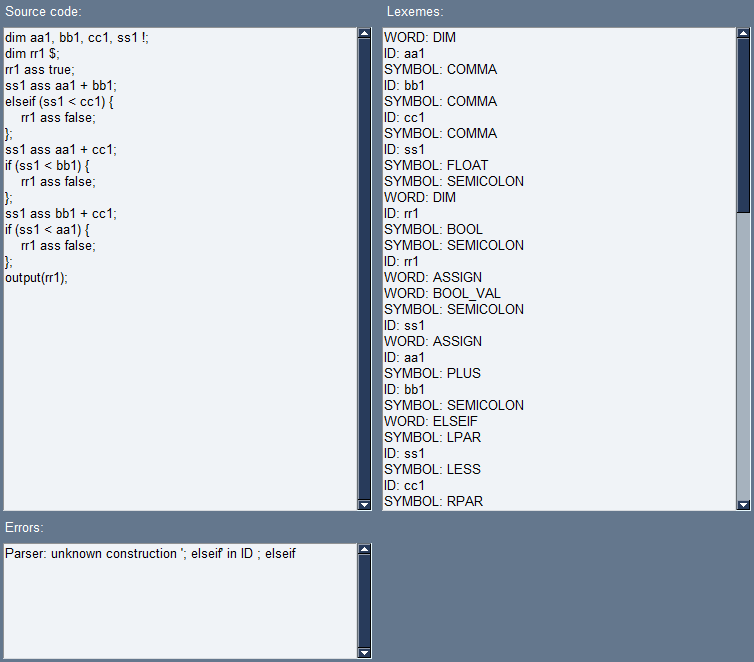 Source code:
dim aa1, bb1, cc1, ss1 !;
dim rr1 $;
rr1 ass true;
ss1 ass aa1 + bb1;
elseif (ss1 < cc1) {
    rr1 ass false;
};
ss1 ass aa1 + cc1;
if (ss1 < bb1) {
    rr1 ass false;
};
ss1 ass bb1 + cc1;
if (ss1 < aa1) {
    rr1 ass false;
};
output(rr1);
Lexemes:
WORD: DIM
ID: aa1
SYMBOL: COMMA
ID: bb1
SYMBOL: COMMA
ID: cc1
SYMBOL: COMMA
ID: ss1
SYMBOL: FLOAT
SYMBOL: SEMICOLON
WORD: DIM
ID: rr1
SYMBOL: BOOL
SYMBOL: SEMICOLON
ID: rr1
WORD: ASSIGN
WORD: BOOL_VAL
SYMBOL: SEMICOLON
ID: ss1
WORD: ASSIGN
ID: aa1
SYMBOL: PLUS
ID: bb1
SYMBOL: SEMICOLON
WORD: ELSEIF
SYMBOL: LPAR
ID: ss1
SYMBOL: LESS
ID: cc1
SYMBOL: RPAR
Errors:
Parser: unknown construction '; elseif' in ID ; elseif